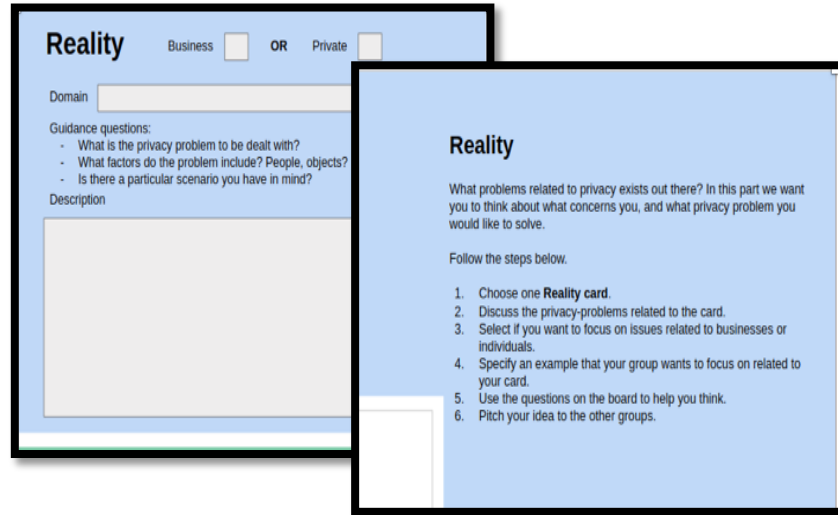 Reality Business OR Private
Domain
Guidance questions:
- What is the privacy problem to be dealt with?
- What factors do the problem include? People, objects?
- Is there a particular scenario you have in mind?
Description
Reality
What problems related to privacy exists out there? In this part we want
you to think about what concerns you, and what privacy problem you
would like to solve.
Follow the steps below.
1. Choose one Reality card.
2. Discuss the privacy-problems related to the card.
3. Select if you want to focus on issues related to businesses or
individuals.
4. Specify an example that your group wants to focus on related to
your card.
5. Use the questions on the board to help you think.
6. Pitch your idea to the other groups.